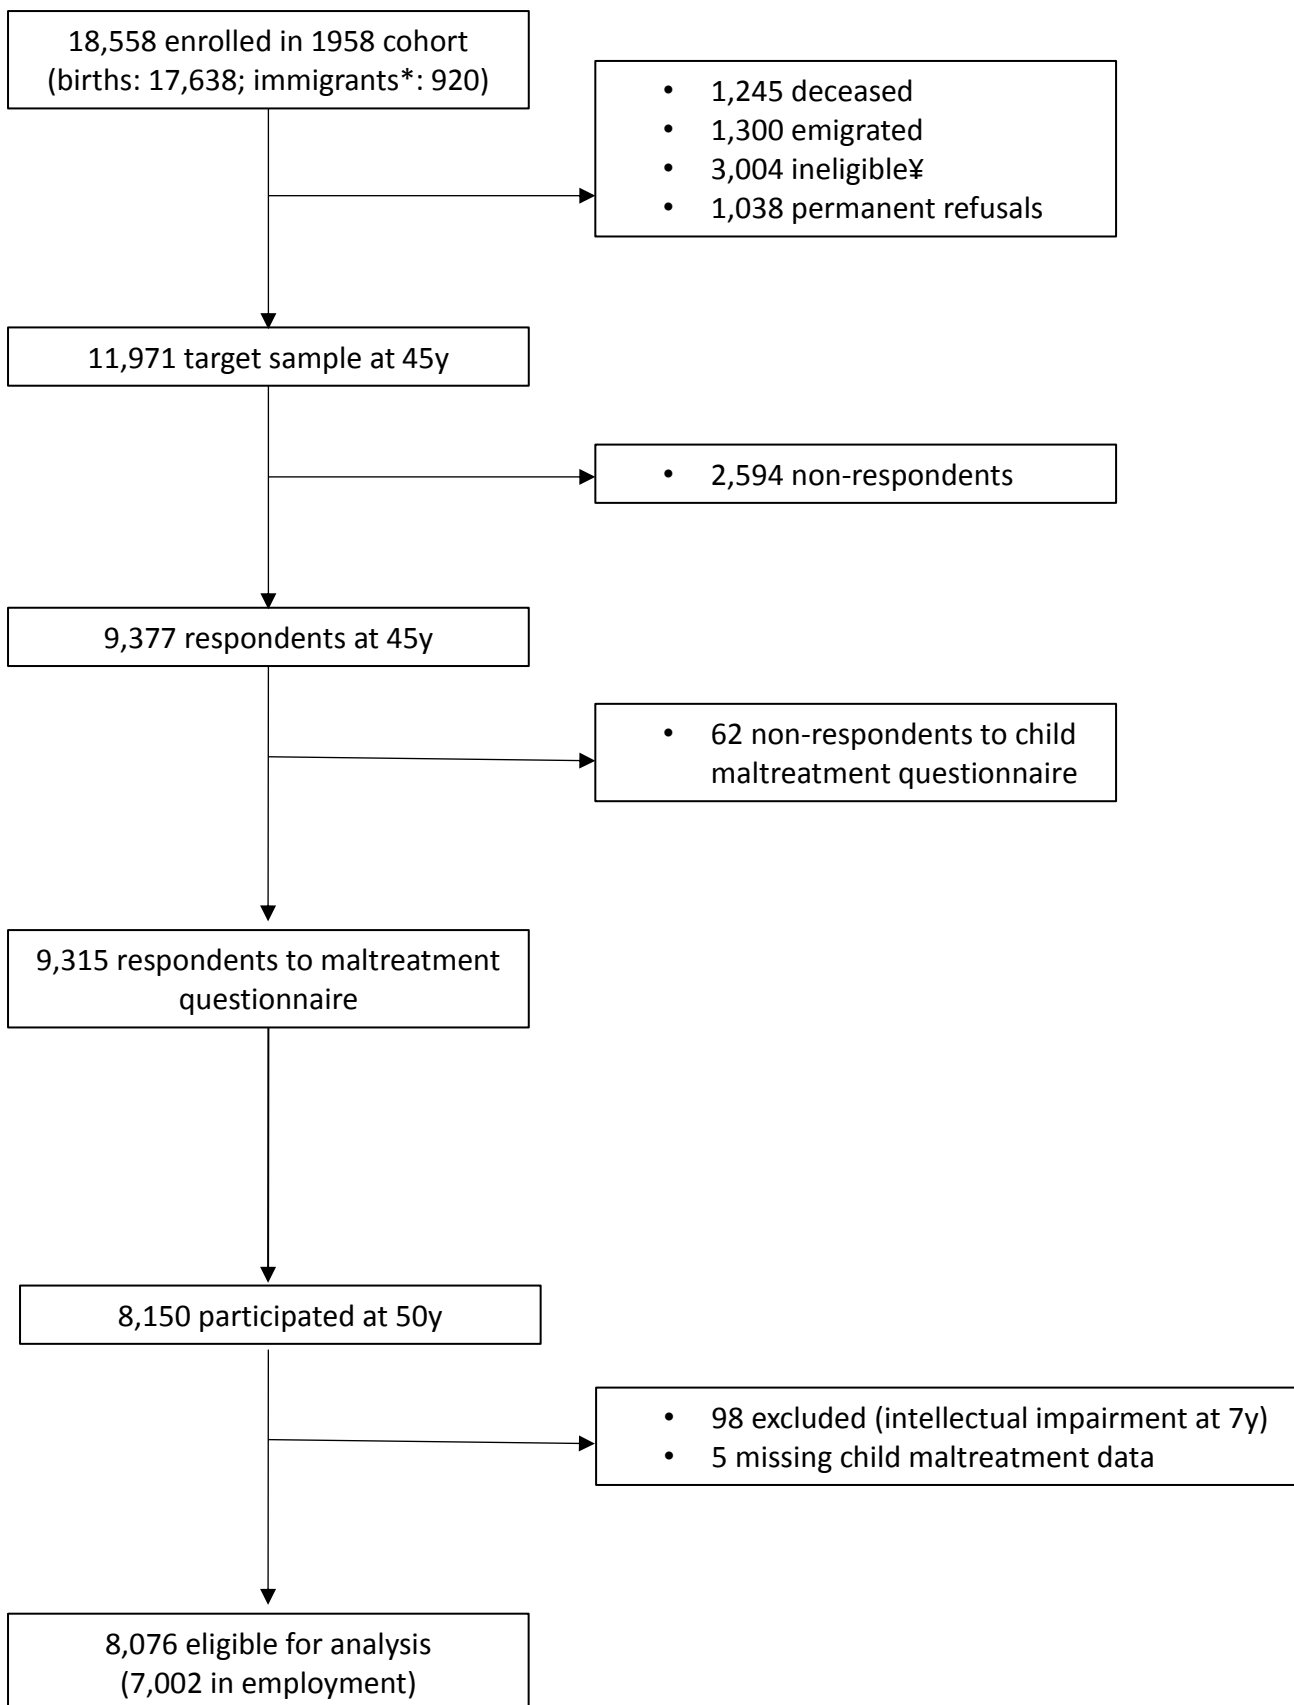 18,558 enrolled in 1958 cohort
(births: 17,638; immigrants*: 920)
• 1,245 deceased
• 1,300 emigrated
• 3,004 ineligible¥
• 1,038 permanent refusals
11,971 target sample at 45y
• 2,594 non-respondents
9,377 respondents at 45y
• 62 non-respondents to child
maltreatment questionnaire
9,315 respondents to maltreatment
questionnaire
8,150 participated at 50y
• 98 excluded (intellectual impairment at 7y)
• 5 missing child maltreatment data
8,076 eligible for analysis
(7,002 in employment)